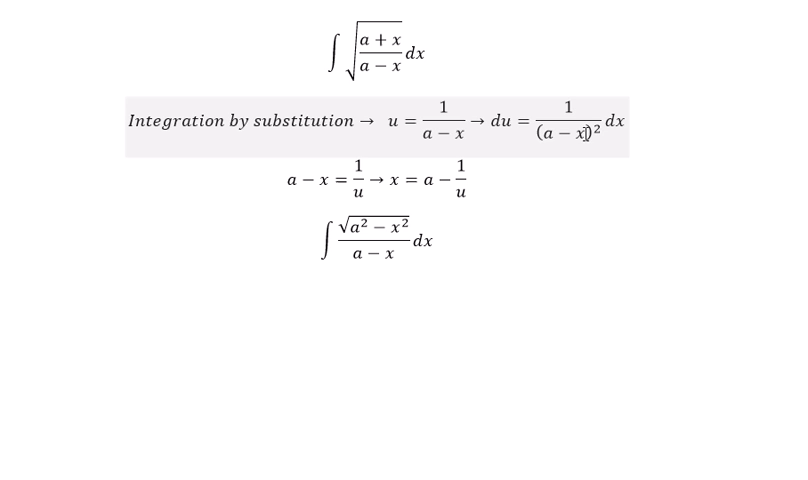 ∫ √((a + x)/(a − x)) dx
Integration by substitution → u = 1/(a − x) → du = 1/(a − x)² dx
a − x = 1/u → x = a − 1/u
∫ √(a² − x²)/(a − x) dx